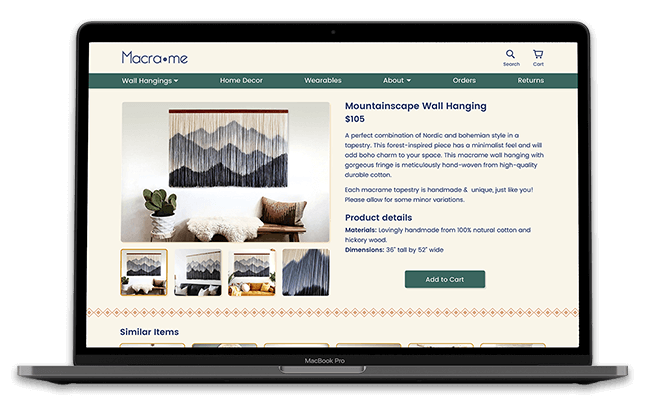 Macra•me
Search
Cart
Wall Hangings
Home Decor
Wearables
About
Orders
Returns
Mountainscape Wall Hanging
$105
A perfect combination of Nordic and bohemian style in a
tapestry. This forest-inspired piece has a minimalist feel and will
add boho charm to your space. This macrame wall hanging with
gorgeous fringe is meticulously hand-woven from high-quality
durable cotton.
Each macrame tapestry is handmade & unique, just like you!
Please allow for some minor variations.
Product details
Materials: Lovingly handmade from 100% natural cotton and
hickory wood.
Dimensions: 36" tall by 52" wide
Add to Cart
Similar Items
MacBook Pro